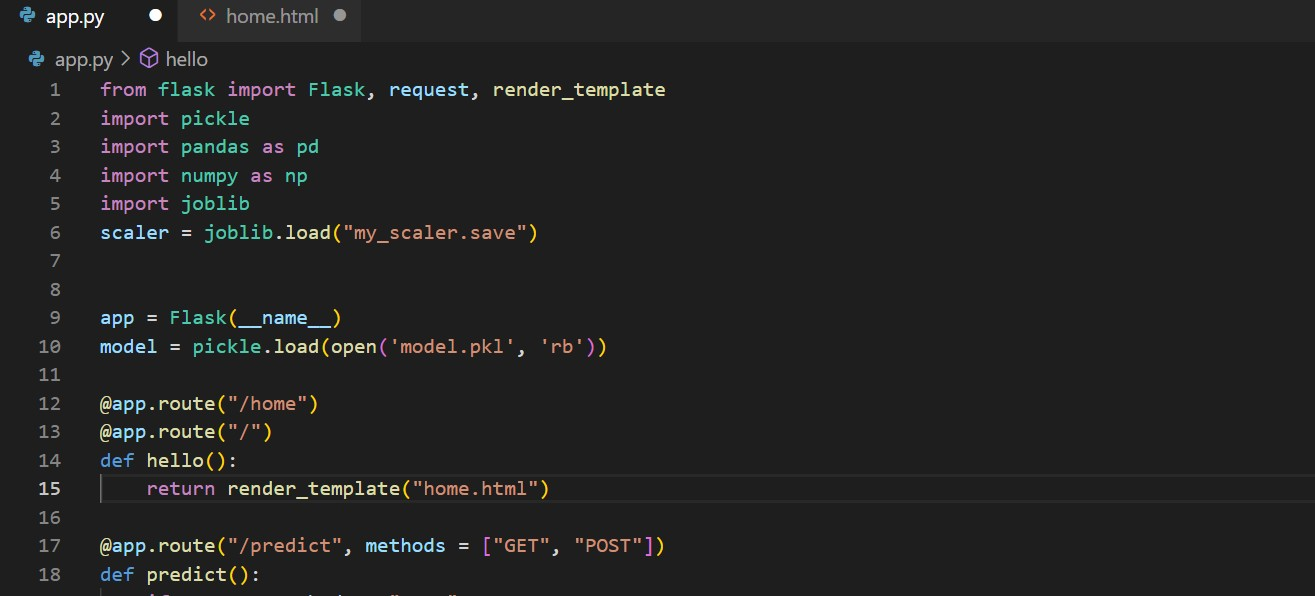 app.py
home.html
app.py > hello
1 from flask import Flask, request, render_template
2 import pickle
3 import pandas as pd
4 import numpy as np
5 import joblib
6 scaler = joblib.load("my_scaler.save")
7
8
9 app = Flask(__name__)
10 model = pickle.load(open('model.pkl', 'rb'))
11
12 @app.route("/home")
13 @app.route("/")
14 def hello():
15     return render_template("home.html")
16
17 @app.route("/predict", methods = ["GET", "POST"])
18 def predict():